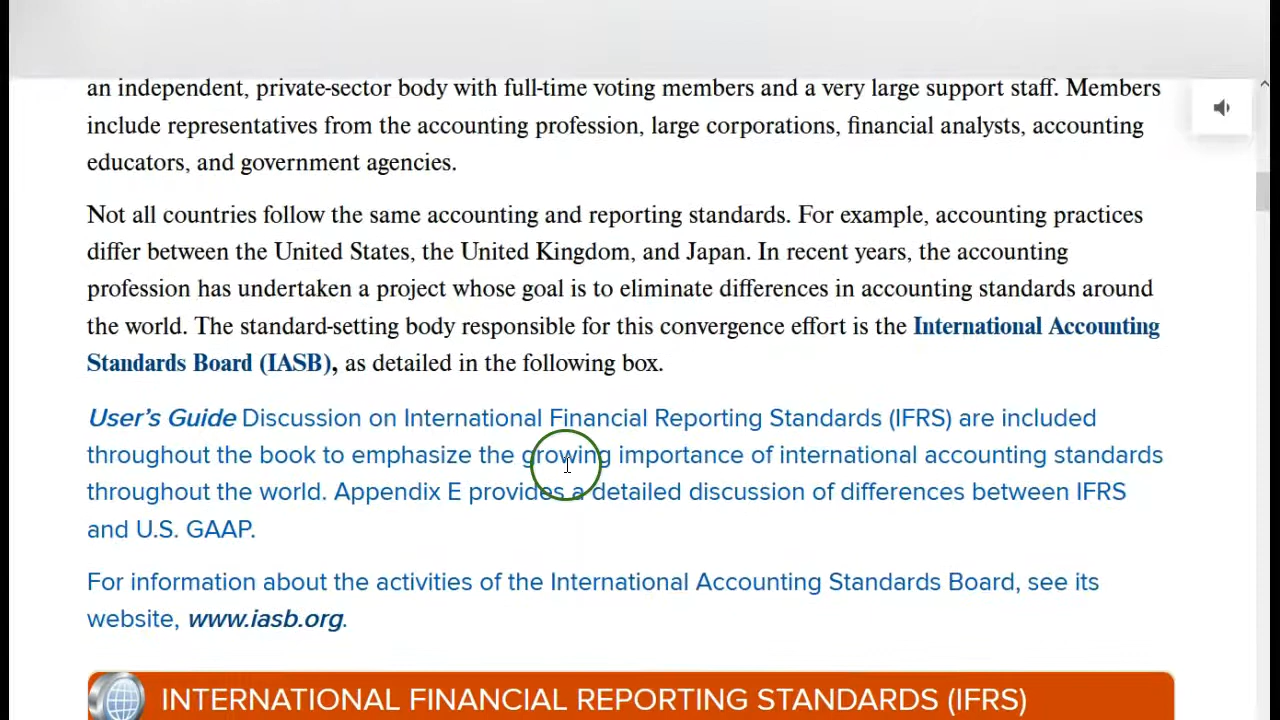 an independent, private-sector body with full-time voting members and a very large support staff. Members
include representatives from the accounting profession, large corporations, financial analysts, accounting
educators, and government agencies.
Not all countries follow the same accounting and reporting standards. For example, accounting practices
differ between the United States, the United Kingdom, and Japan. In recent years, the accounting
profession has undertaken a project whose goal is to eliminate differences in accounting standards around
the world. The standard-setting body responsible for this convergence effort is the International Accounting
Standards Board (IASB), as detailed in the following box.
User's Guide Discussion on International Financial Reporting Standards (IFRS) are included
throughout the book to emphasize the growing importance of international accounting standards
throughout the world. Appendix E provides a detailed discussion of differences between IFRS
and U.S. GAAP.
For information about the activities of the International Accounting Standards Board, see its
website, www.iasb.org.
INTERNATIONAL FINANCIAL REPORTING STANDARDS (IFRS)